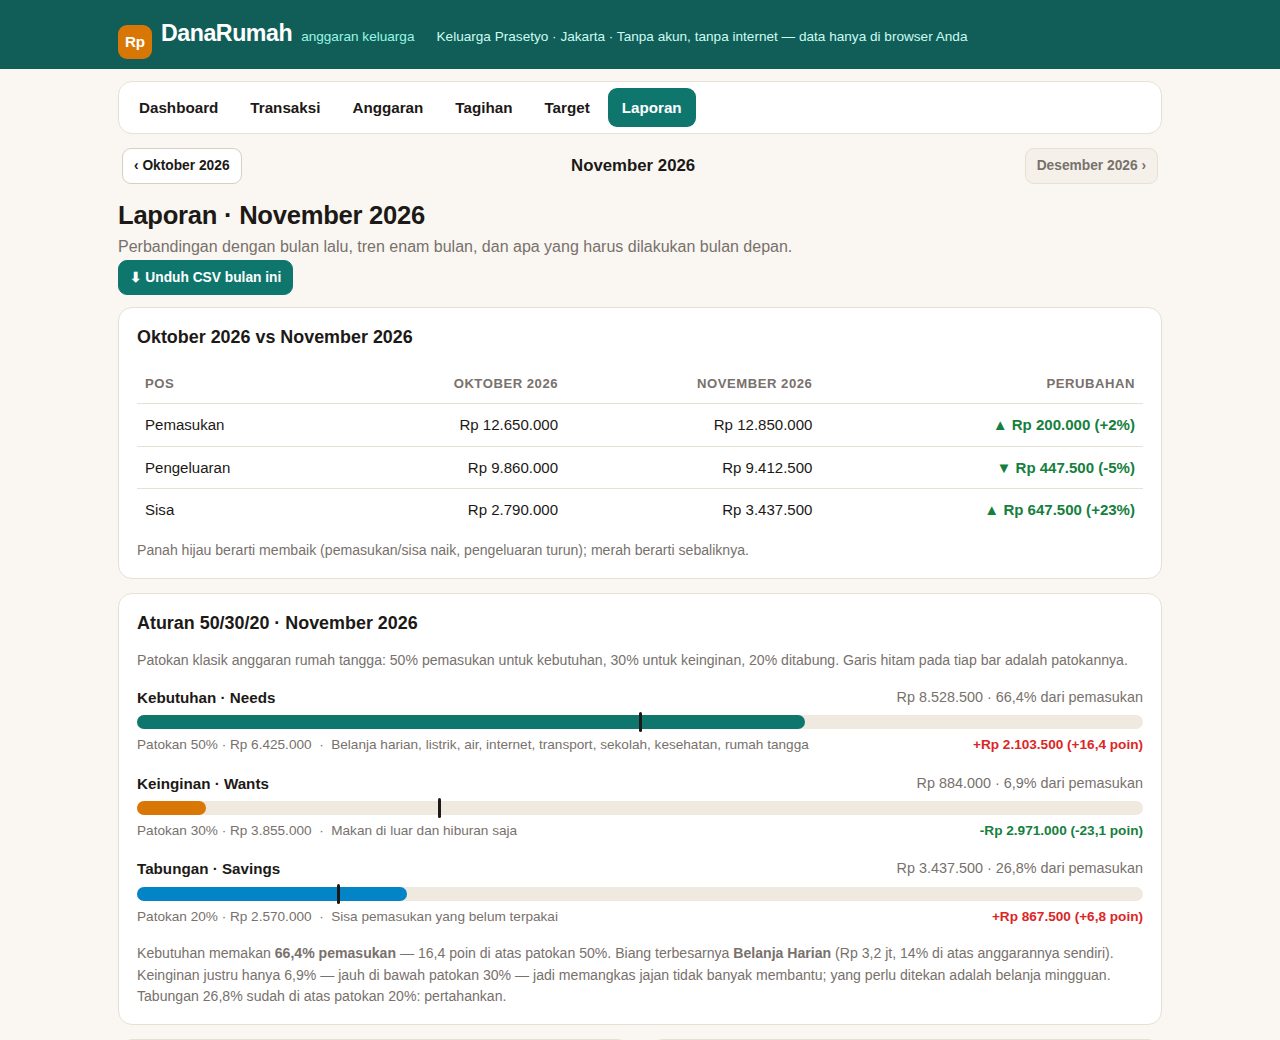 Rp DanaRumah anggaran keluarga Keluarga Prasetyo · Jakarta · Tanpa akun, tanpa internet — data hanya di browser Anda
Dashboard Transaksi Anggaran Tagihan Target Laporan
‹ Oktober 2026 November 2026 Desember 2026 ›
Laporan · November 2026
Perbandingan dengan bulan lalu, tren enam bulan, dan apa yang harus dilakukan bulan depan.
⬇ Unduh CSV bulan ini
Oktober 2026 vs November 2026
POS OKTOBER 2026 NOVEMBER 2026 PERUBAHAN
Pemasukan Rp 12.650.000 Rp 12.850.000 ▲ Rp 200.000 (+2%)
Pengeluaran Rp 9.860.000 Rp 9.412.500 ▼ Rp 447.500 (-5%)
Sisa Rp 2.790.000 Rp 3.437.500 ▲ Rp 647.500 (+23%)
Panah hijau berarti membaik (pemasukan/sisa naik, pengeluaran turun); merah berarti sebaliknya.
Aturan 50/30/20 · November 2026
Patokan klasik anggaran rumah tangga: 50% pemasukan untuk kebutuhan, 30% untuk keinginan, 20% ditabung. Garis hitam pada tiap bar adalah patokannya.
Kebutuhan · Needs Rp 8.528.500 · 66,4% dari pemasukan
Patokan 50% · Rp 6.425.000 · Belanja harian, listrik, air, internet, transport, sekolah, kesehatan, rumah tangga +Rp 2.103.500 (+16,4 poin)
Keinginan · Wants Rp 884.000 · 6,9% dari pemasukan
Patokan 30% · Rp 3.855.000 · Makan di luar dan hiburan saja -Rp 2.971.000 (-23,1 poin)
Tabungan · Savings Rp 3.437.500 · 26,8% dari pemasukan
Patokan 20% · Rp 2.570.000 · Sisa pemasukan yang belum terpakai +Rp 867.500 (+6,8 poin)
Kebutuhan memakan 66,4% pemasukan — 16,4 poin di atas patokan 50%. Biang terbesarnya Belanja Harian (Rp 3,2 jt, 14% di atas anggarannya sendiri).
Keinginan justru hanya 6,9% — jauh di bawah patokan 30% — jadi memangkas jajan tidak banyak membantu; yang perlu ditekan adalah belanja mingguan.
Tabungan 26,8% sudah di atas patokan 20%: pertahankan.